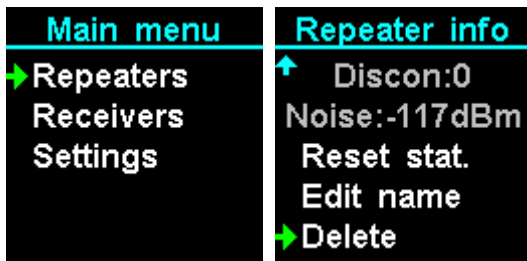 Main menu
Repeaters
Receivers
Settings
Repeater info
Discon:0
Noise:-117dBm
Reset stat.
Edit name
Delete